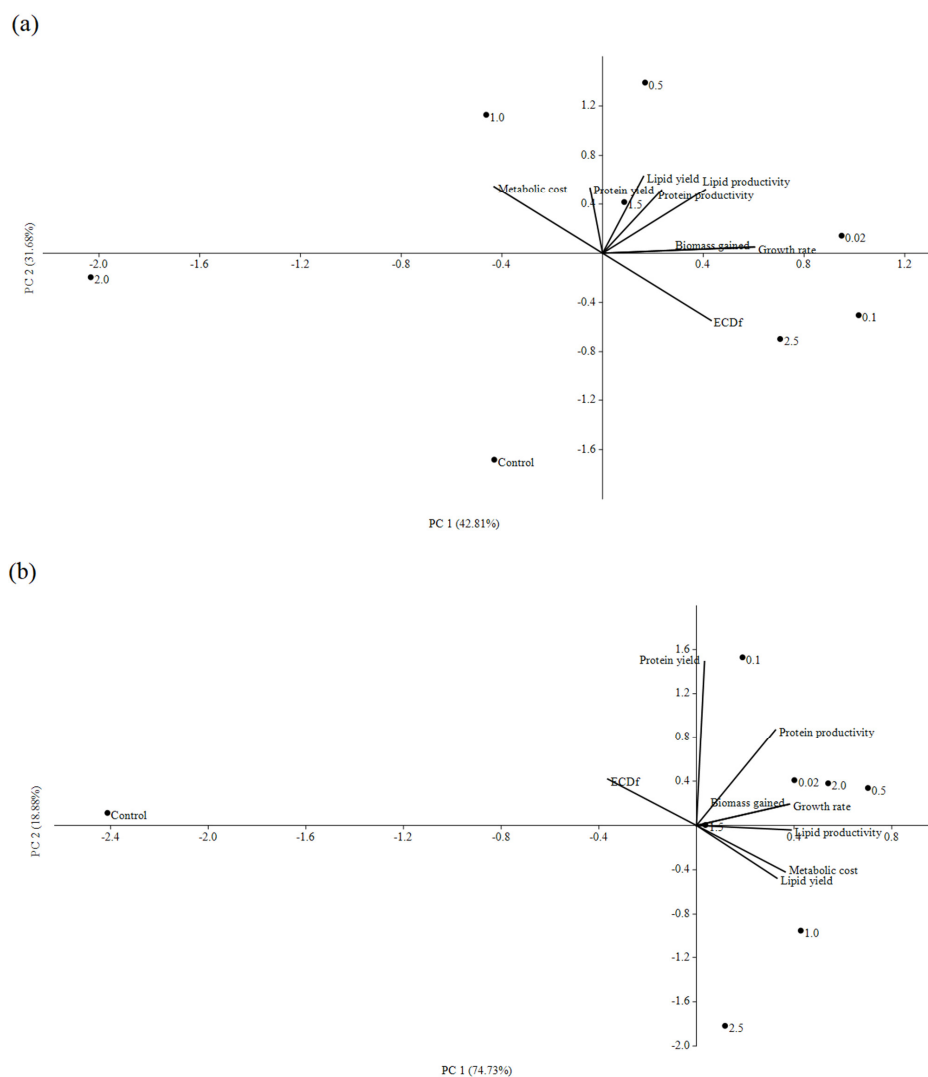 (a)
0.5
1.2
1.0
0.8
Lipid yield
Lipid productivity
Metabolic cost
Protein yield
Protein productivity
0.4
1.5
0.02
Biomass gained
Growth rate
-2.0
-1.6
-1.2
-0.8
-0.4
0.4
0.8
1.2
2.0
PC 2 (31.68%)
-0.4
0.1
ECDf
-0.8
2.5
-1.2
-1.6
Control
PC 1 (42.81%)
(b)
1.6
Protein yield
0.1
1.2
0.8
Protein productivity
0.4
ECDf
0.02
2.0
0.5
Biomass gained
Growth rate
Control
1.5
Lipid productivity
-2.4
-2.0
-1.6
-1.2
-0.8
-0.4
0.4
0.8
PC 2 (18.88%)
-0.4
Metabolic cost
Lipid yield
-0.8
1.0
-1.2
-1.6
2.5
-2.0
PC 1 (74.73%)